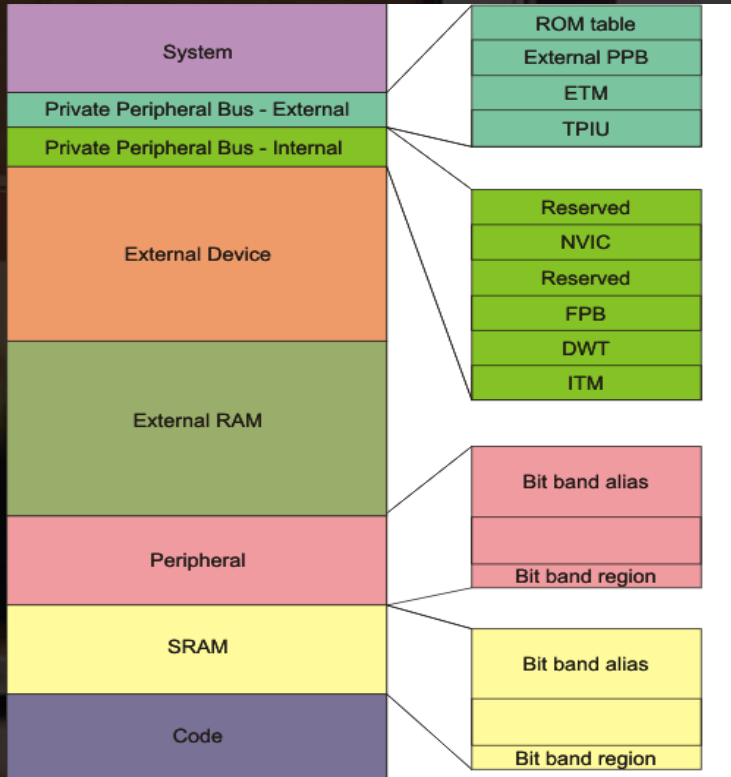 System
Private Peripheral Bus - External
Private Peripheral Bus - Internal
External Device
External RAM
Peripheral
SRAM
Code
ROM table
External PPB
ETM
TPIU
Reserved
NVIC
Reserved
FPB
DWT
ITM
Bit band alias
Bit band region
Bit band alias
Bit band region